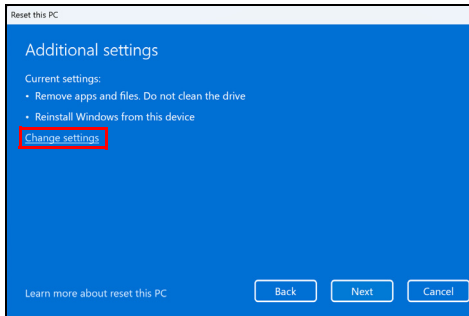 Reset this PC
Additional settings
Current settings:
• Remove apps and files. Do not clean the drive
• Reinstall Windows from this device
Change settings
Learn more about reset this PC
Back
Next
Cancel